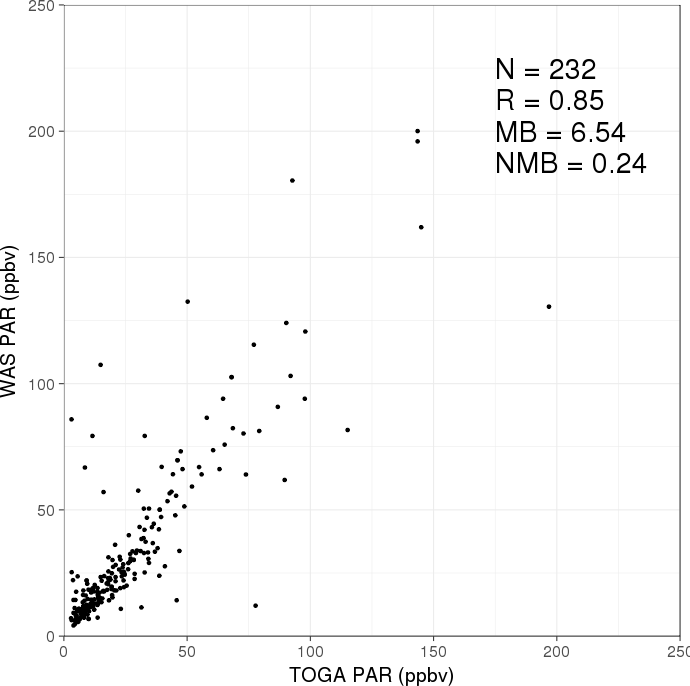 250
200
150
100
50
0
WAS PAR (ppbv)
N = 232
R = 0.85
MB = 6.54
NMB = 0.24
0 50 100 150 200 250
TOGA PAR (ppbv)